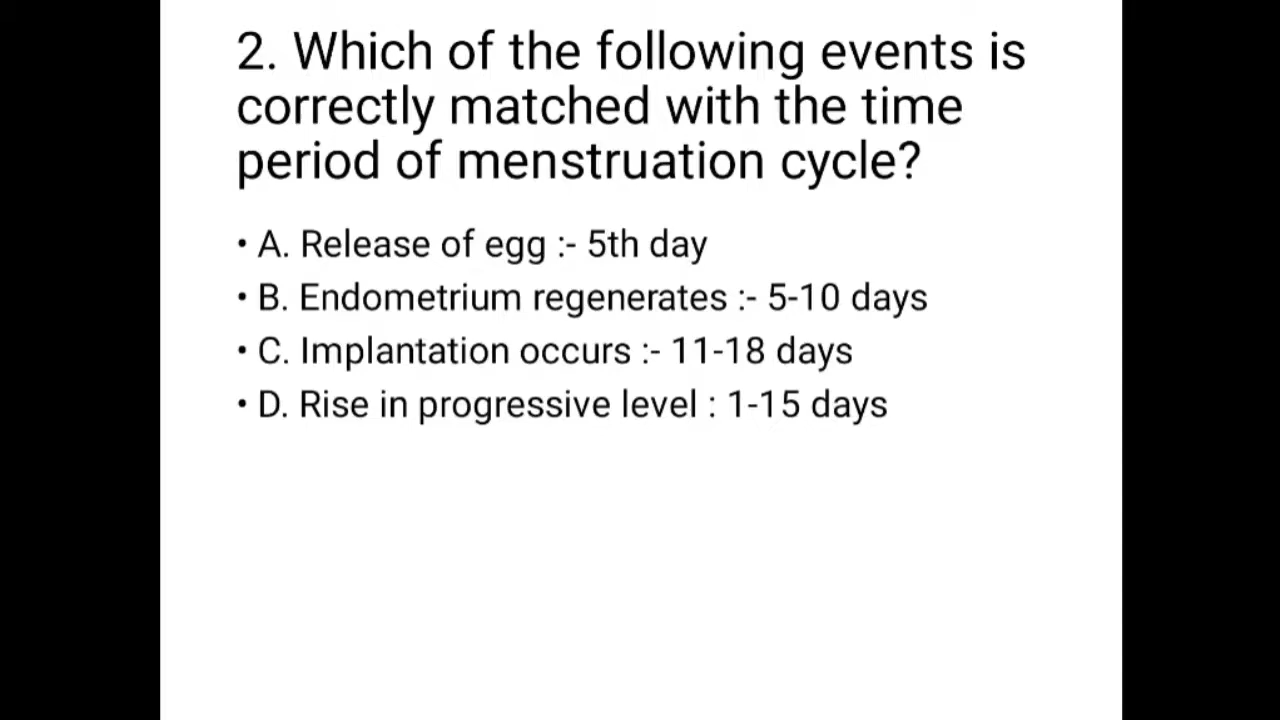 2. Which of the following events is
correctly matched with the time
period of menstruation cycle?
• A. Release of egg :- 5th day
• B. Endometrium regenerates :- 5-10 days
• C. Implantation occurs :- 11-18 days
• D. Rise in progressive level : 1-15 days